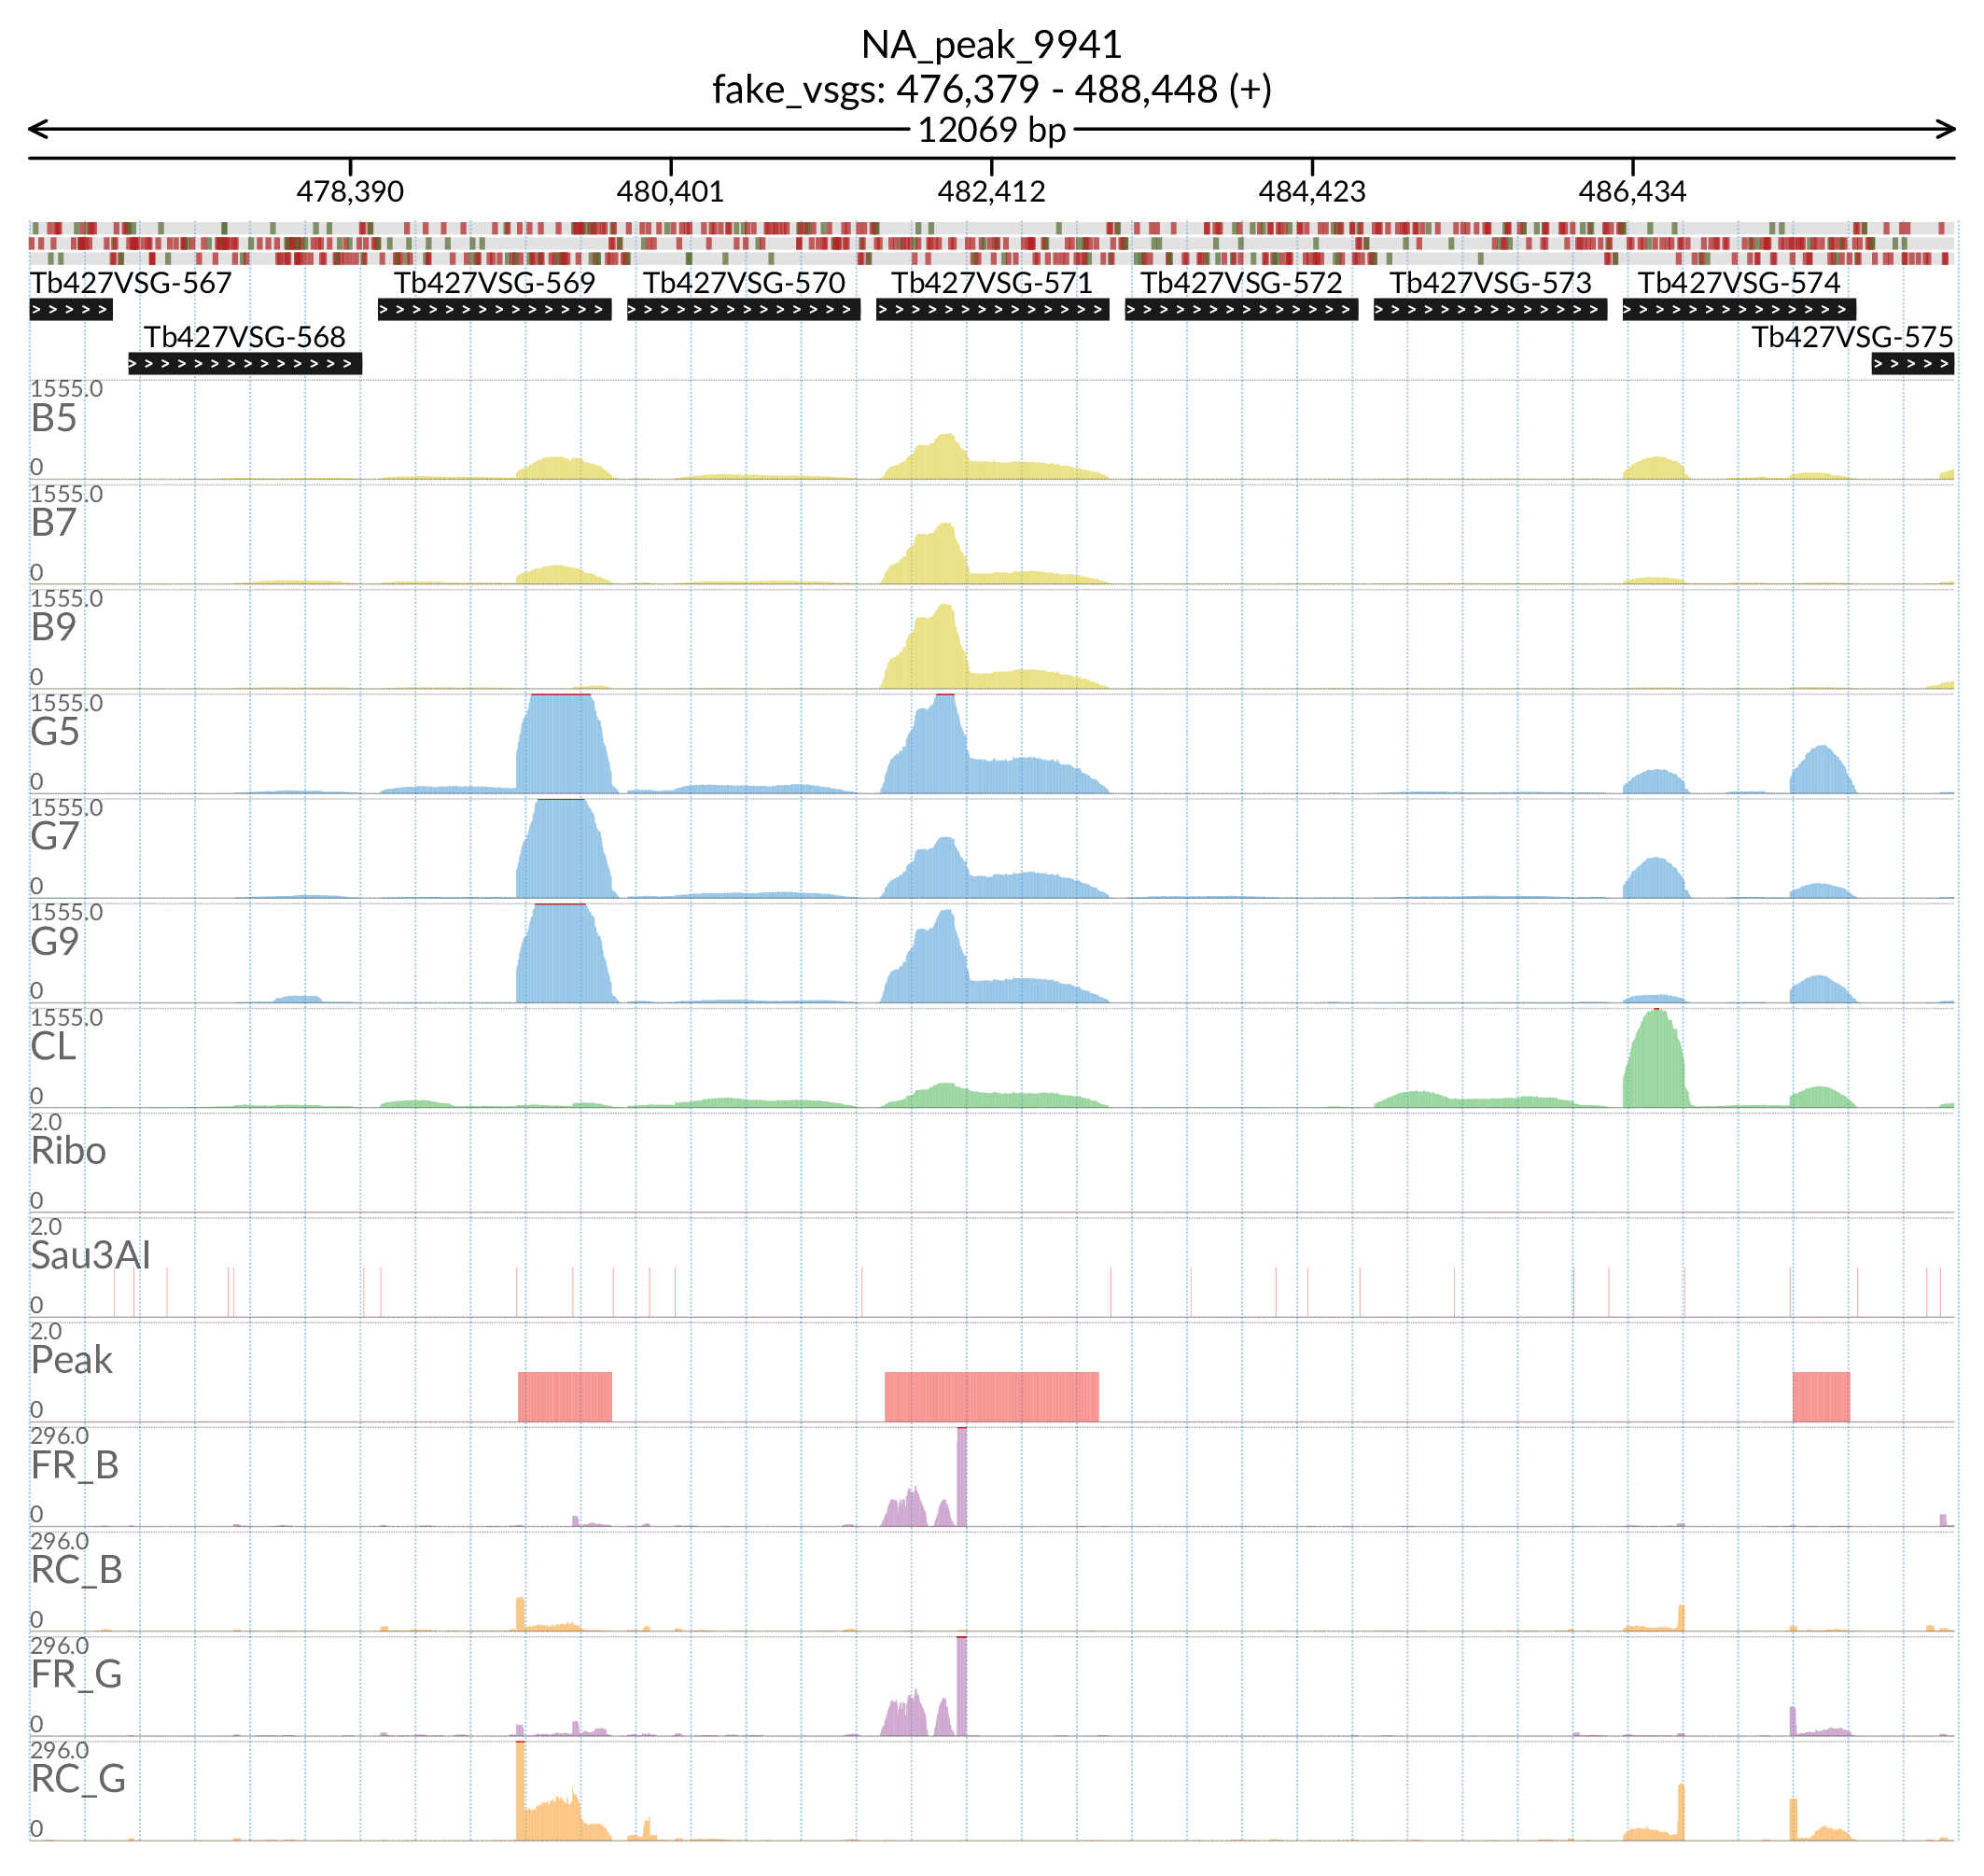 NA_peak_9941
fake_vsgs: 476,379 - 488,448 (+)
12069 bp
478,390 480,401 482,412 484,423 486,434
Tb427VSG-567 Tb427VSG-569 Tb427VSG-570 Tb427VSG-571 Tb427VSG-572 Tb427VSG-573 Tb427VSG-574
Tb427VSG-568 Tb427VSG-575
1555.0
B5
0
1555.0
B7
0
1555.0
B9
0
1555.0
G5
0
1555.0
G7
0
1555.0
G9
0
1555.0
CL
0
2.0
Ribo
0
2.0
Sau3AI
0
2.0
Peak
0
296.0
FR_B
0
296.0
RC_B
0
296.0
FR_G
0
296.0
RC_G
0